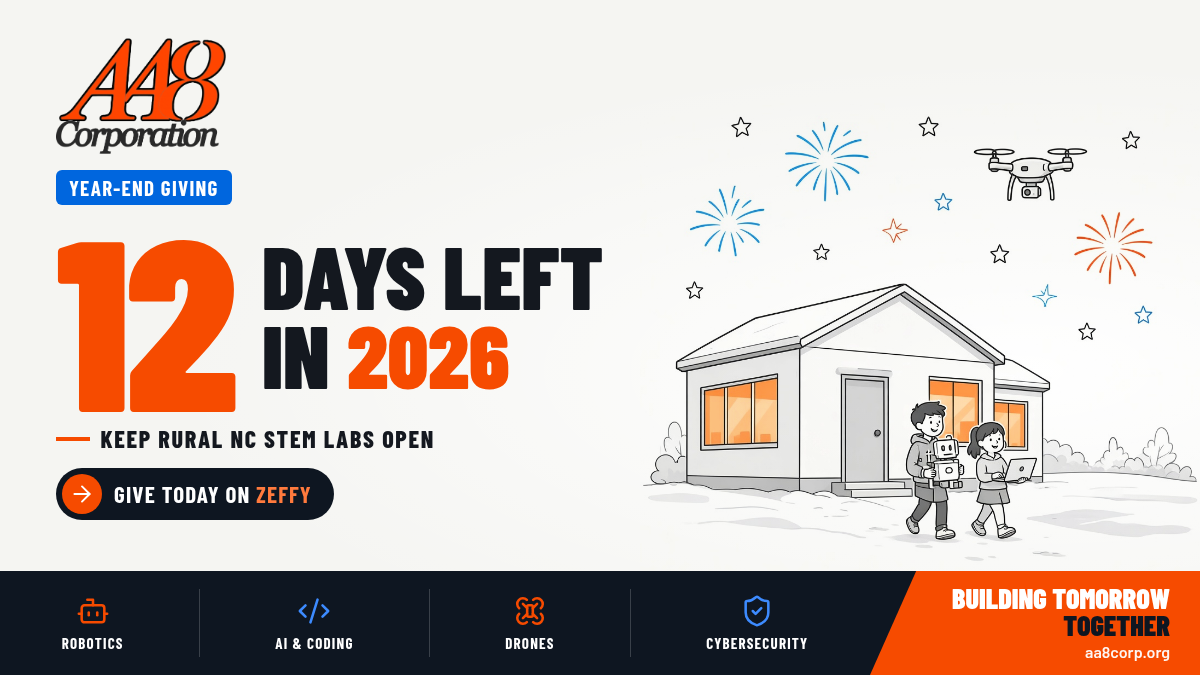 AA8
Corporation
YEAR-END GIVING
12
DAYS LEFT
IN 2026
KEEP RURAL NC STEM LABS OPEN
GIVE TODAY ON ZEFFY
ROBOTICS
AI & CODING
DRONES
CYBERSECURITY
BUILDING TOMORROW
TOGETHER
aa8corp.org